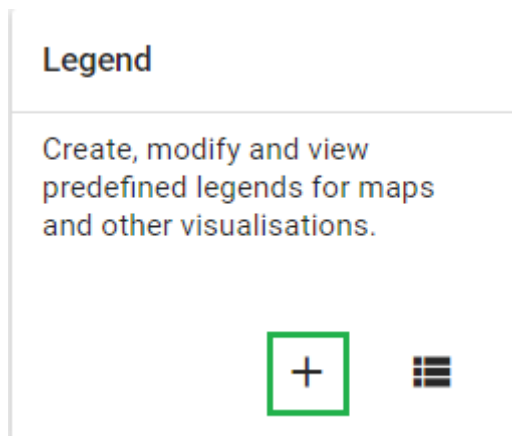 Legend
Create, modify and view
predefined legends for maps
and other visualisations.